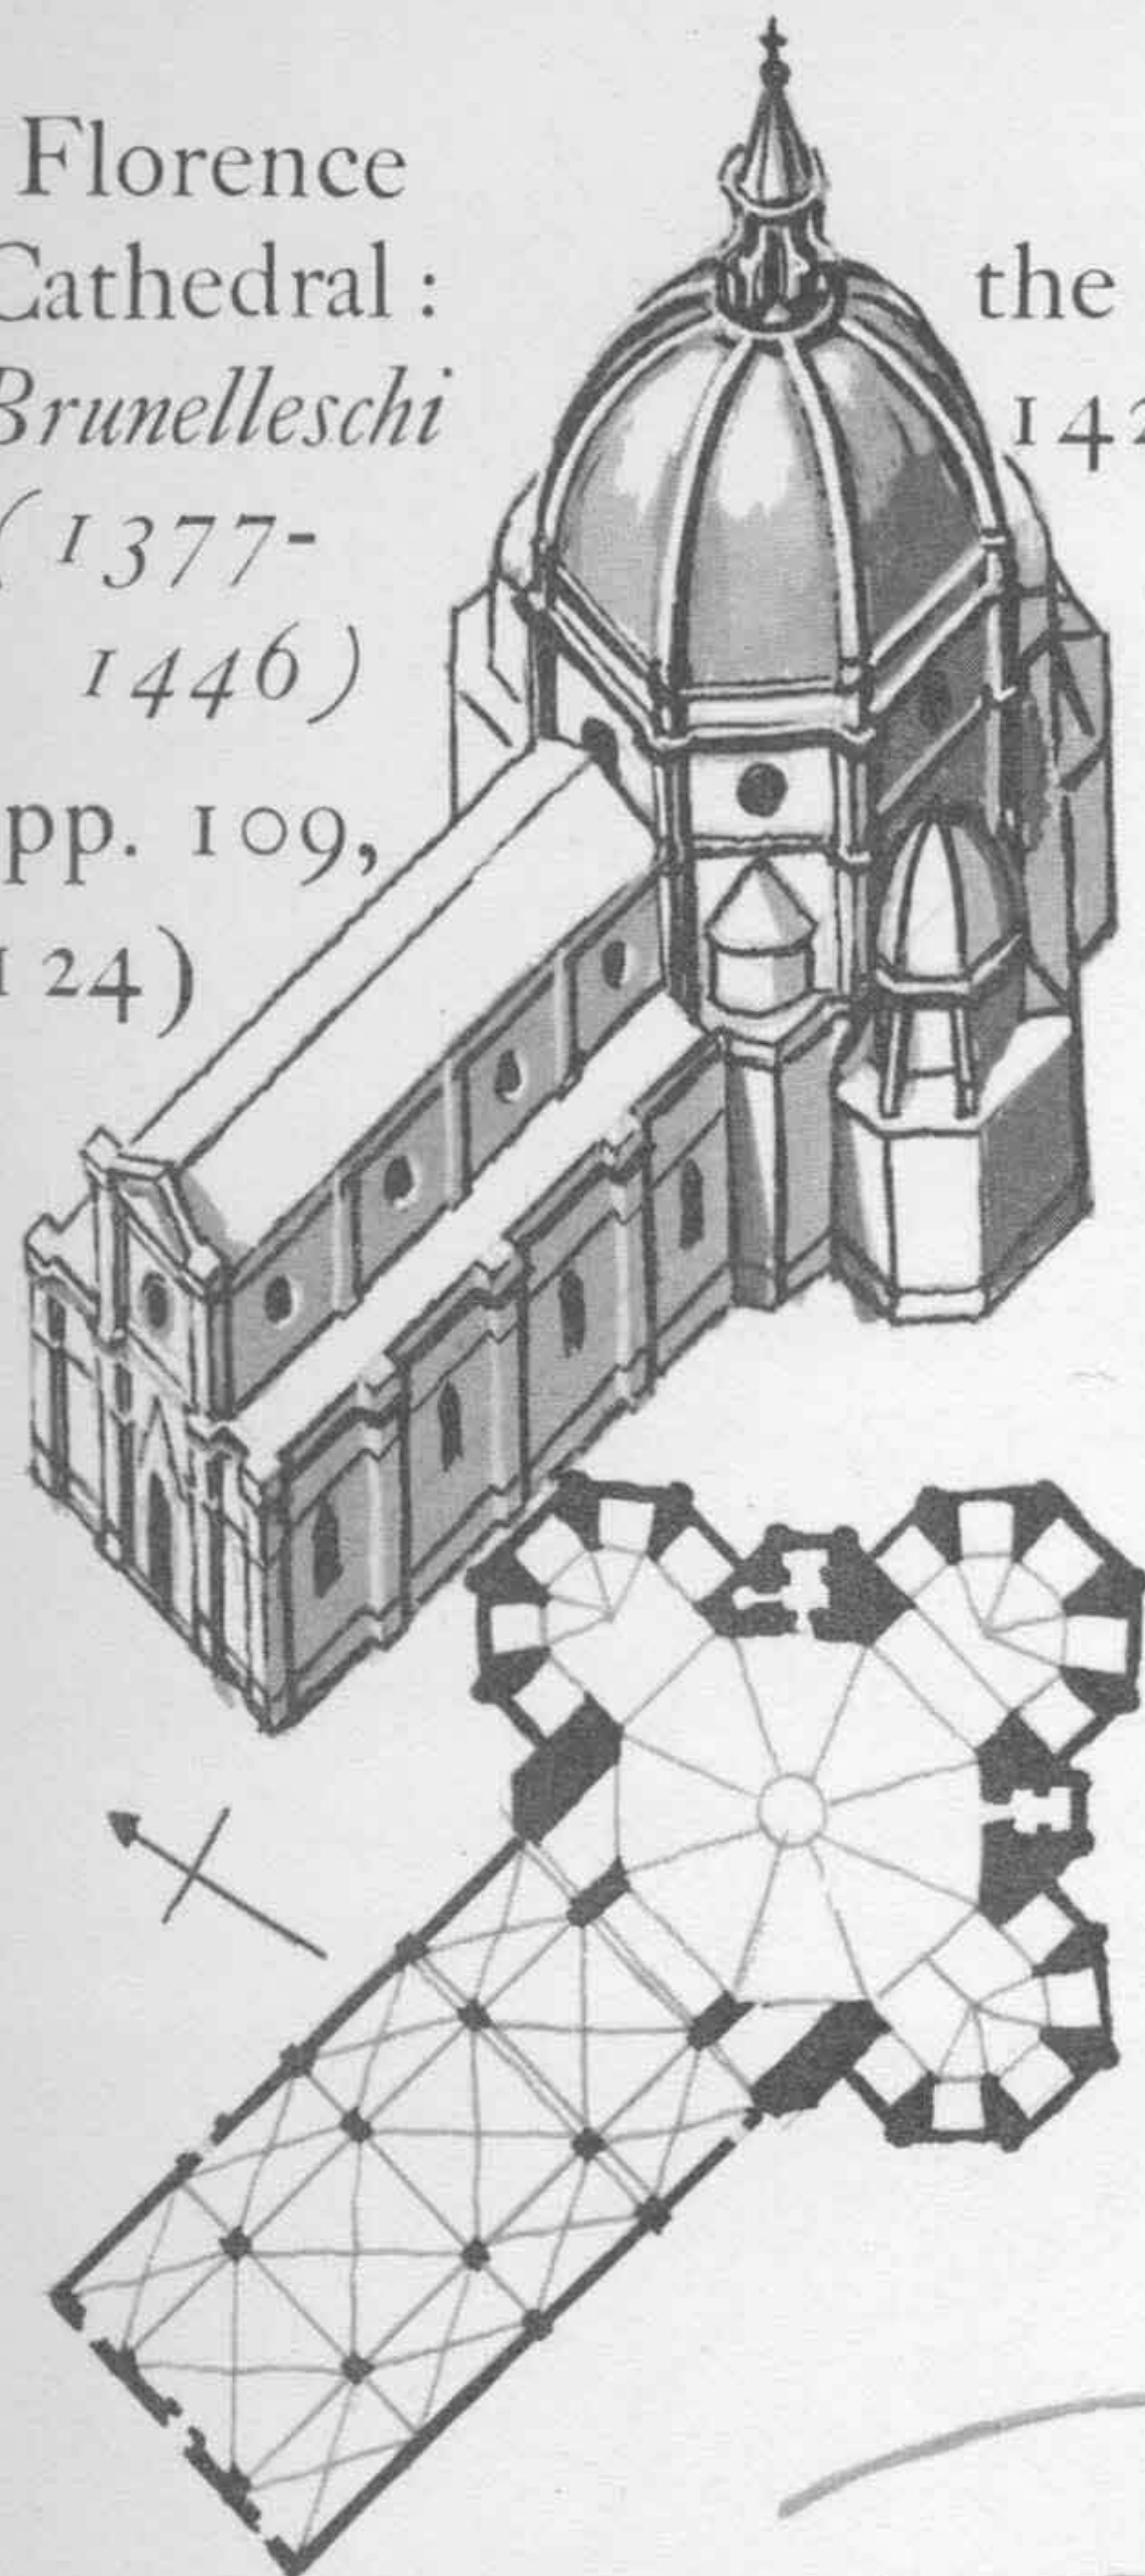 Florence
Cathedral:
Brunelleschi
(1377-
1446)
pp. 109,
124)
the